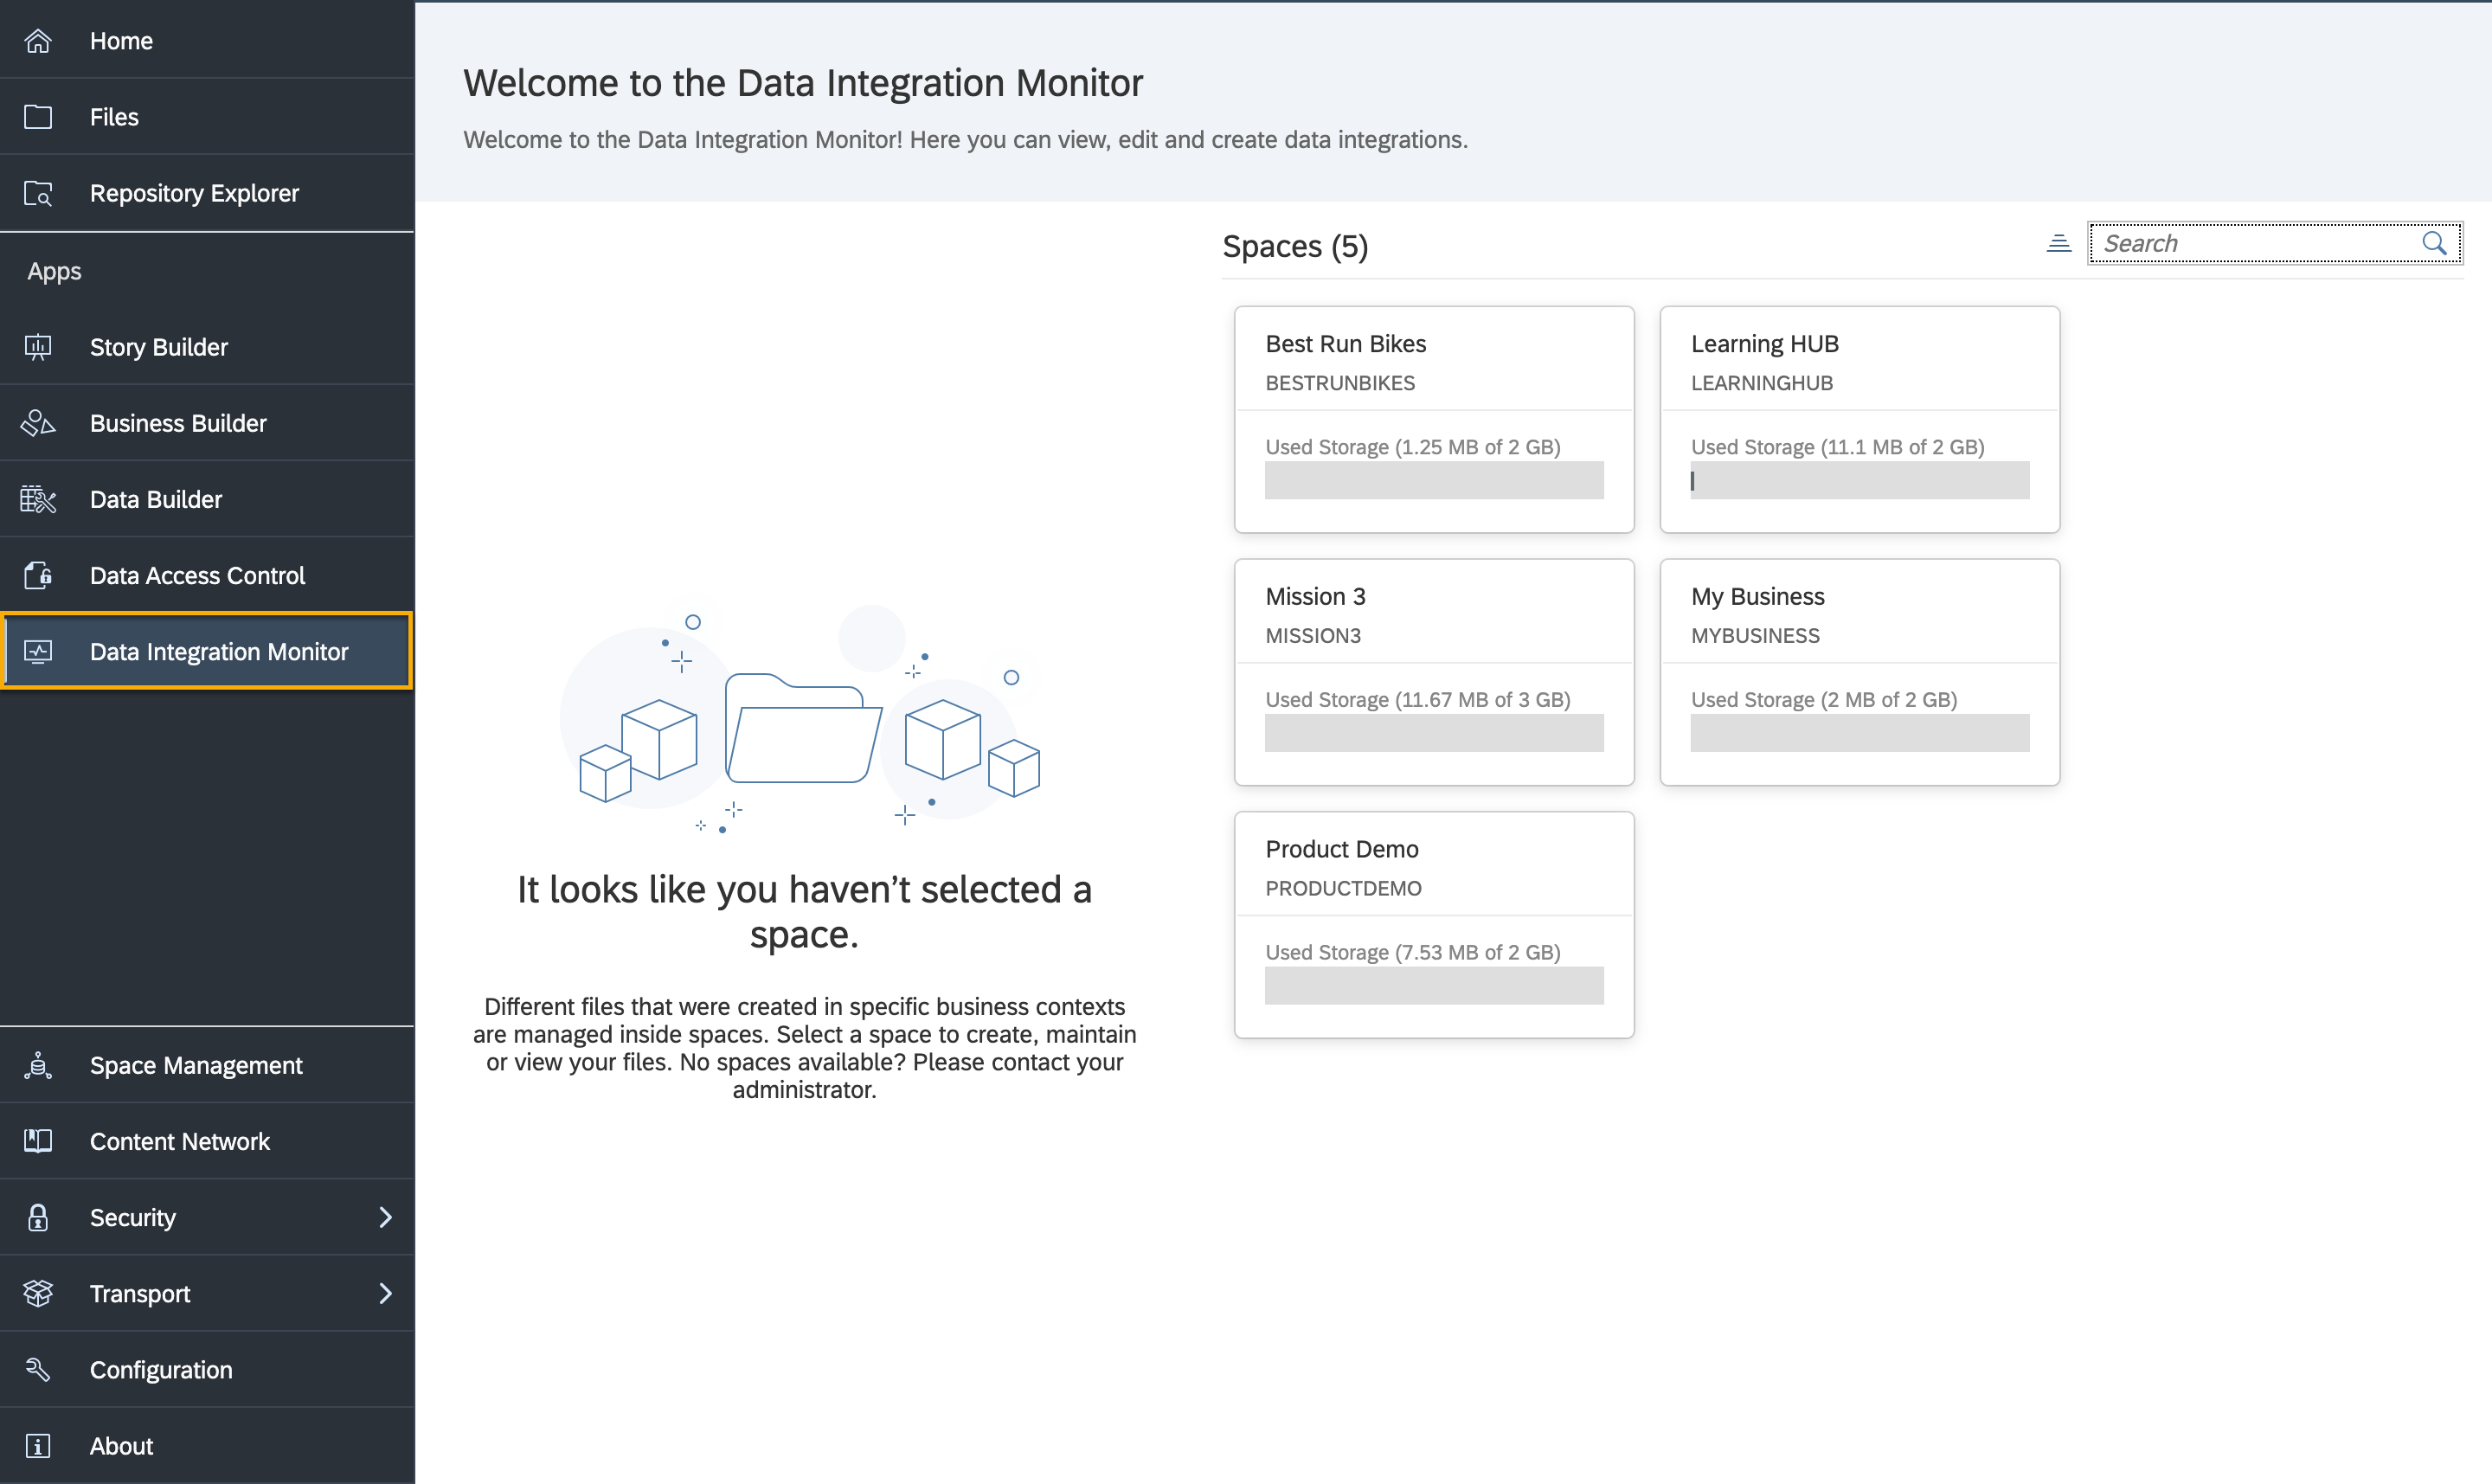 Home
Files
Repository Explorer
Apps
Story Builder
Business Builder
Data Builder
Data Access Control
Data Integration Monitor
Space Management
Content Network
Security
Transport
Configuration
About
Welcome to the Data Integration Monitor
Welcome to the Data Integration Monitor! Here you can view, edit and create data integrations.
It looks like you haven’t selected a
space.
Different files that were created in specific business contexts
are managed inside spaces. Select a space to create, maintain
or view your files. No spaces available? Please contact your
administrator.
Spaces (5)
Search
Best Run Bikes
BESTRUNBIKES
Used Storage (1.25 MB of 2 GB)
Learning HUB
LEARNINGHUB
Used Storage (11.1 MB of 2 GB)
Mission 3
MISSION3
Used Storage (11.67 MB of 3 GB)
My Business
MYBUSINESS
Used Storage (2 MB of 2 GB)
Product Demo
PRODUCTDEMO
Used Storage (7.53 MB of 2 GB)